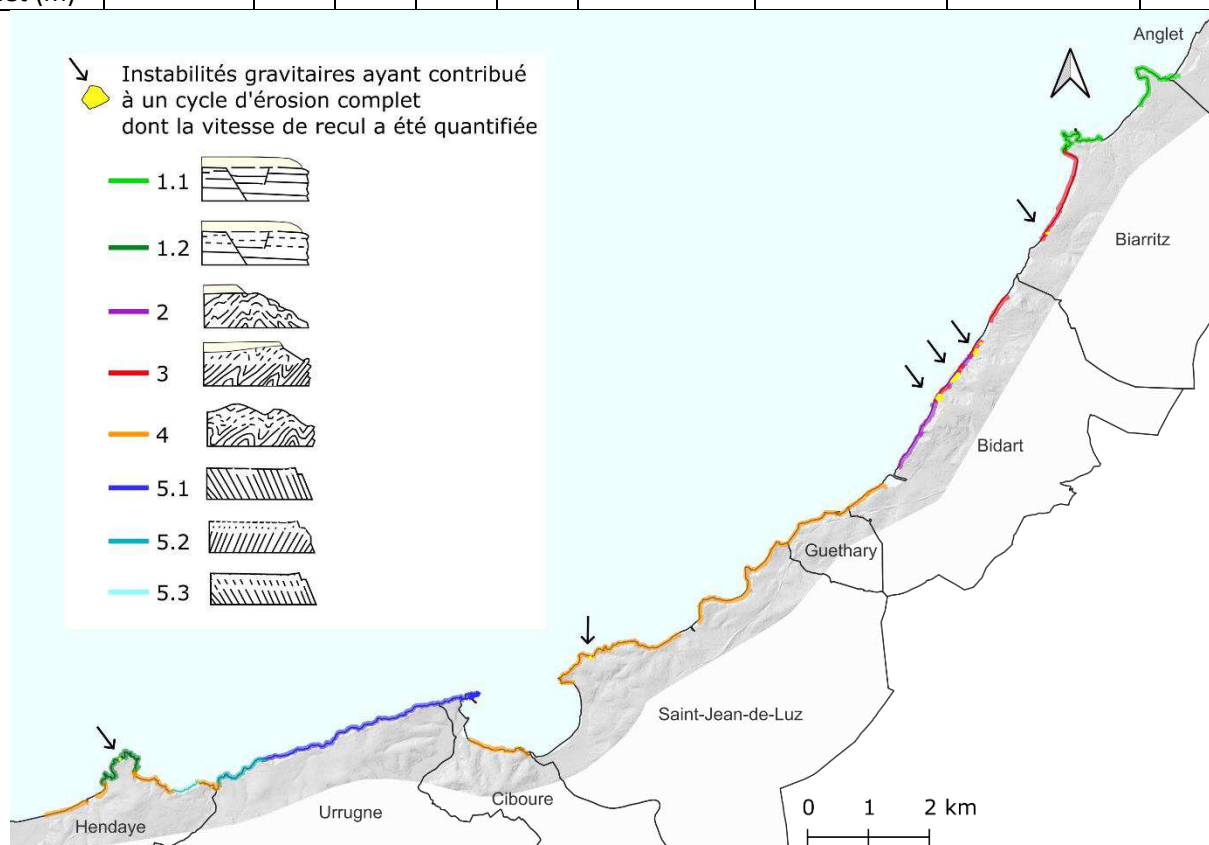 Instabilités gravitaires ayant contribué
à un cycle d'érosion complet
dont la vitesse de recul a été quantifiée
1.1
1.2
2
3
4
5.1
5.2
5.3
Anglet
Biarritz
Bidart
Guethary
Saint-Jean-de-Luz
Ciboure
Urrugne
Hendaye
0 1 2 km